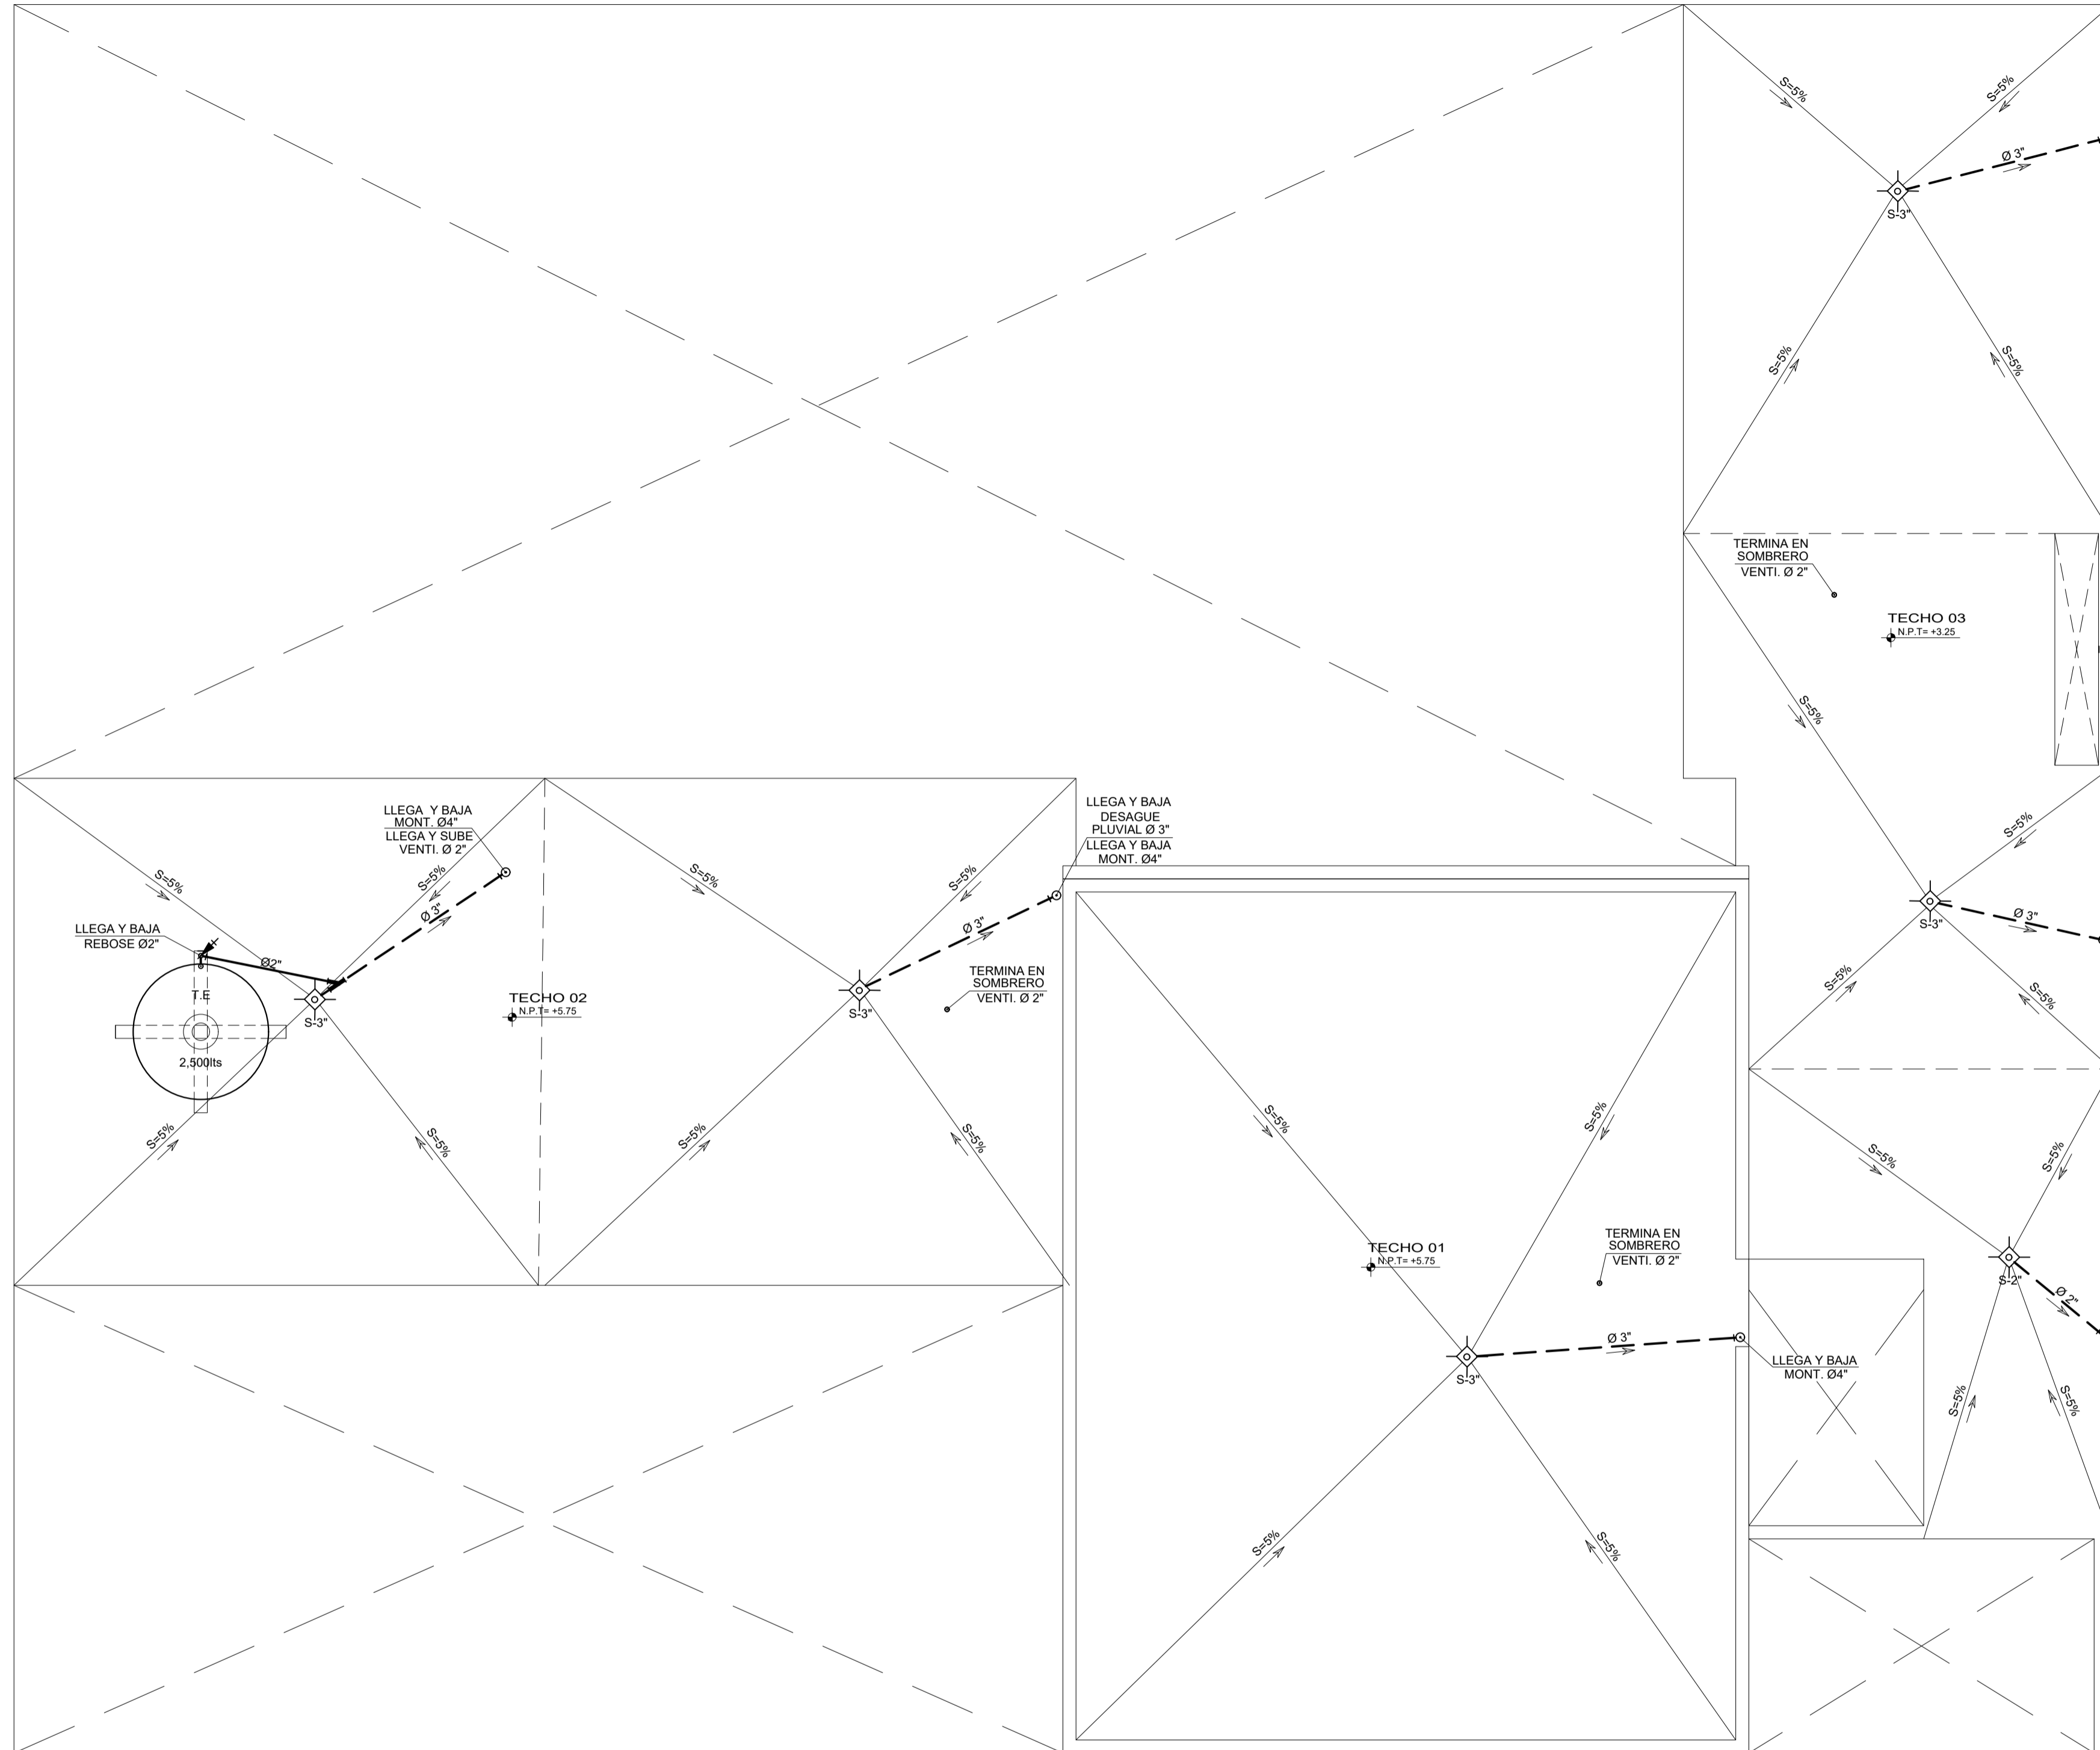 S=5%
S=5%
Ø 3"
S-3"
S=5%
S=5%
TERMINA EN
SOMBRERO
VENTI. Ø 2"
TECHO 03
N.P.T= +3.25
S=5%
S=5%
Ø 3"
S-3"
S=5%
S=5%
LLEGA Y BAJA
MONT. Ø4"
LLEGA Y SUBE
VENTI. Ø 2"
S=5%
S=5%
Ø 3"
LLEGA Y BAJA
REBOSE Ø2"
Ø2"
T.E
2,500lts
S-3"
TECHO 02
N.P.T= +5.75
S=5%
S=5%
LLEGA Y BAJA
DESAGUE
PLUVIAL Ø 3"
LLEGA Y BAJA
MONT. Ø4"
S=5%
S=5%
Ø 3"
S-3"
TERMINA EN
SOMBRERO
VENTI. Ø 2"
S=5%
S=5%
S=5%
S=5%
TECHO 01
N.P.T= +5.75
TERMINA EN
SOMBRERO
VENTI. Ø 2"
Ø 3"
S-3"
LLEGA Y BAJA
MONT. Ø4"
S=5%
S=5%
S=5%
S=5%
S-2"
Ø 2"
S=5%
S=5%